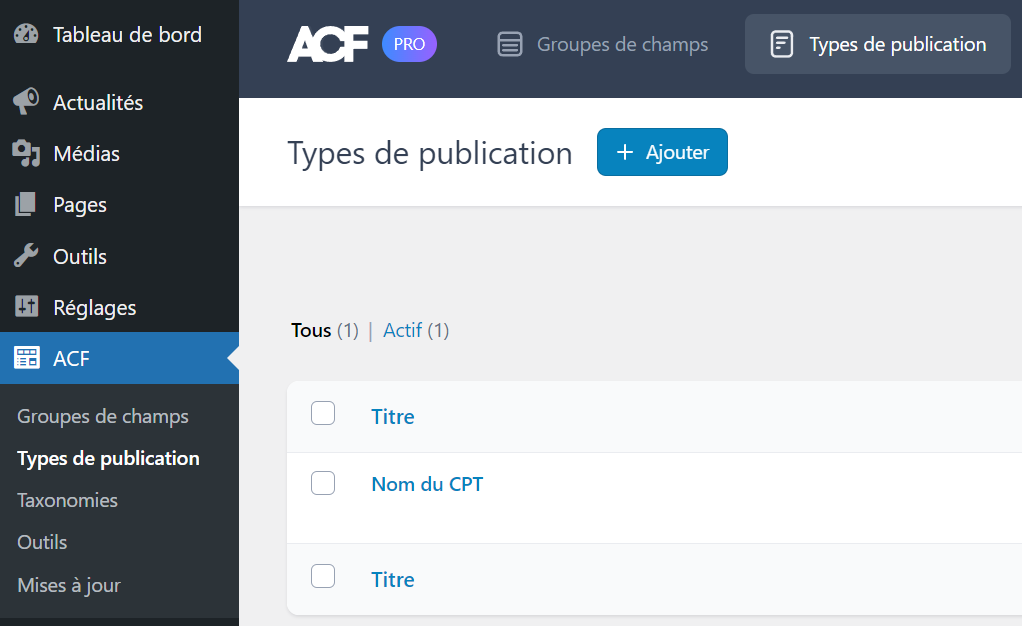 Tableau de bord
Actualités
Médias
Pages
Outils
Réglages
ACF
Groupes de champs
Types de publication
Taxonomies
Outils
Mises à jour
ACF PRO Groupes de champs Types de publication
Types de publication + Ajouter
Tous (1) | Actif (1)
Titre
Nom du CPT
Titre